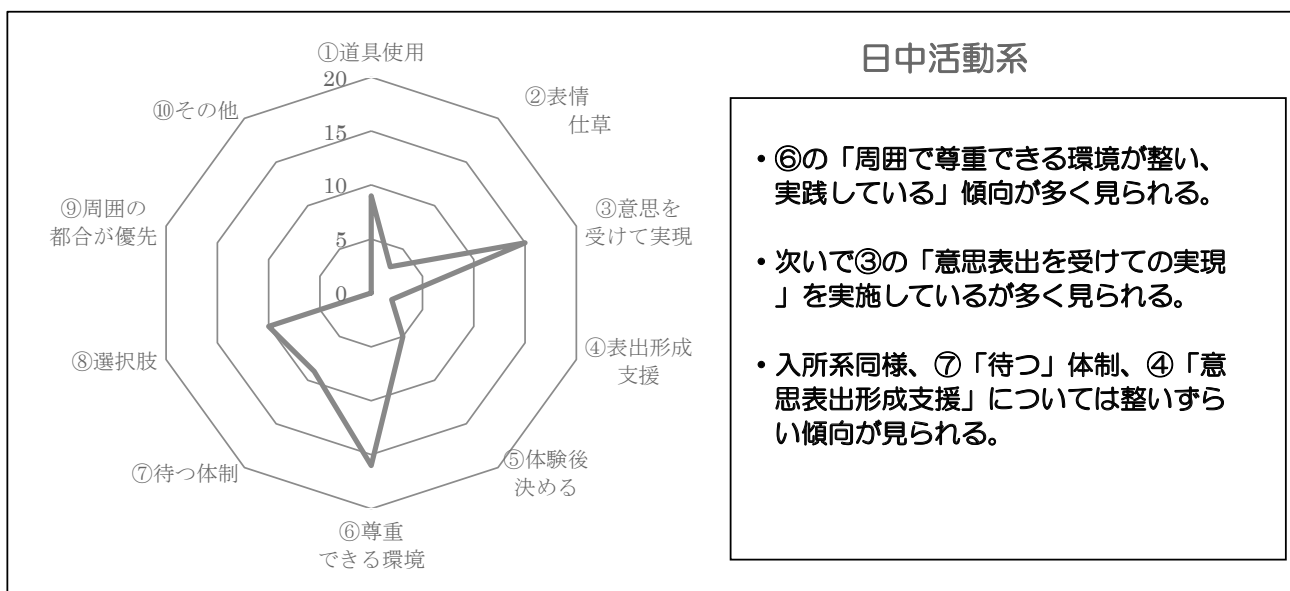 日中活動系
①道具使用
②表情
仕草
③意思を
受けて実現
④表出形成
支援
⑤体験後
決める
⑥尊重
できる環境
⑦待つ体制
⑧選択肢
⑨周囲の
都合が優先
⑩その他
20
15
10
5
0
・⑥の「周囲で尊重できる環境が整い、
実践している」傾向が多く見られる。
・次いで③の「意思表出を受けての実現
」を実施しているが多く見られる。
・入所系同様、⑦「待つ」体制、④「意
思表出形成支援」については整いずら
い傾向が見られる。